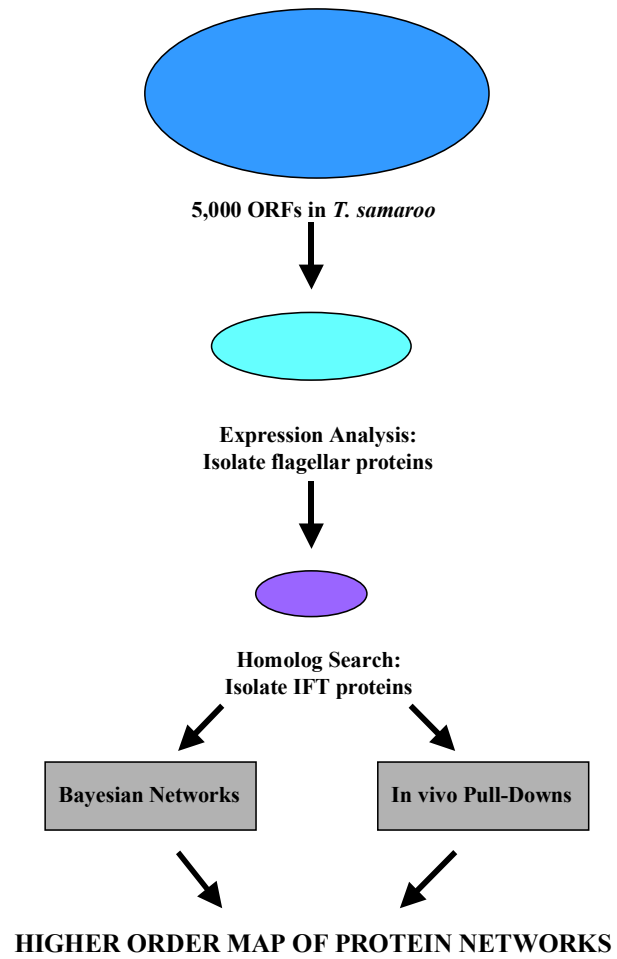 5,000 ORFs in T. samaroo
Expression Analysis:
Isolate flagellar proteins
Homolog Search:
Isolate IFT proteins
Bayesian Networks
In vivo Pull-Downs
HIGHER ORDER MAP OF PROTEIN NETWORKS